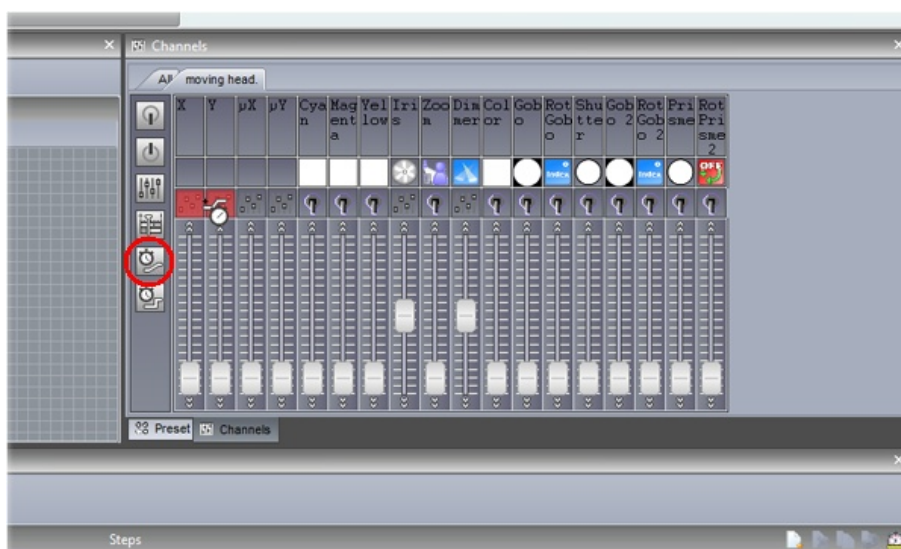 Channels
All moving head.
X Y µX µY Cya Mag Yel Iri Zoo Dim Col Gob Rot Shu Gob Rot Pri Rot
n ent low s m mer or o Gob tte o 2 Gob sme Pri
a o r o 2 sme
2
Index Index OFF
Preset Channels
Steps